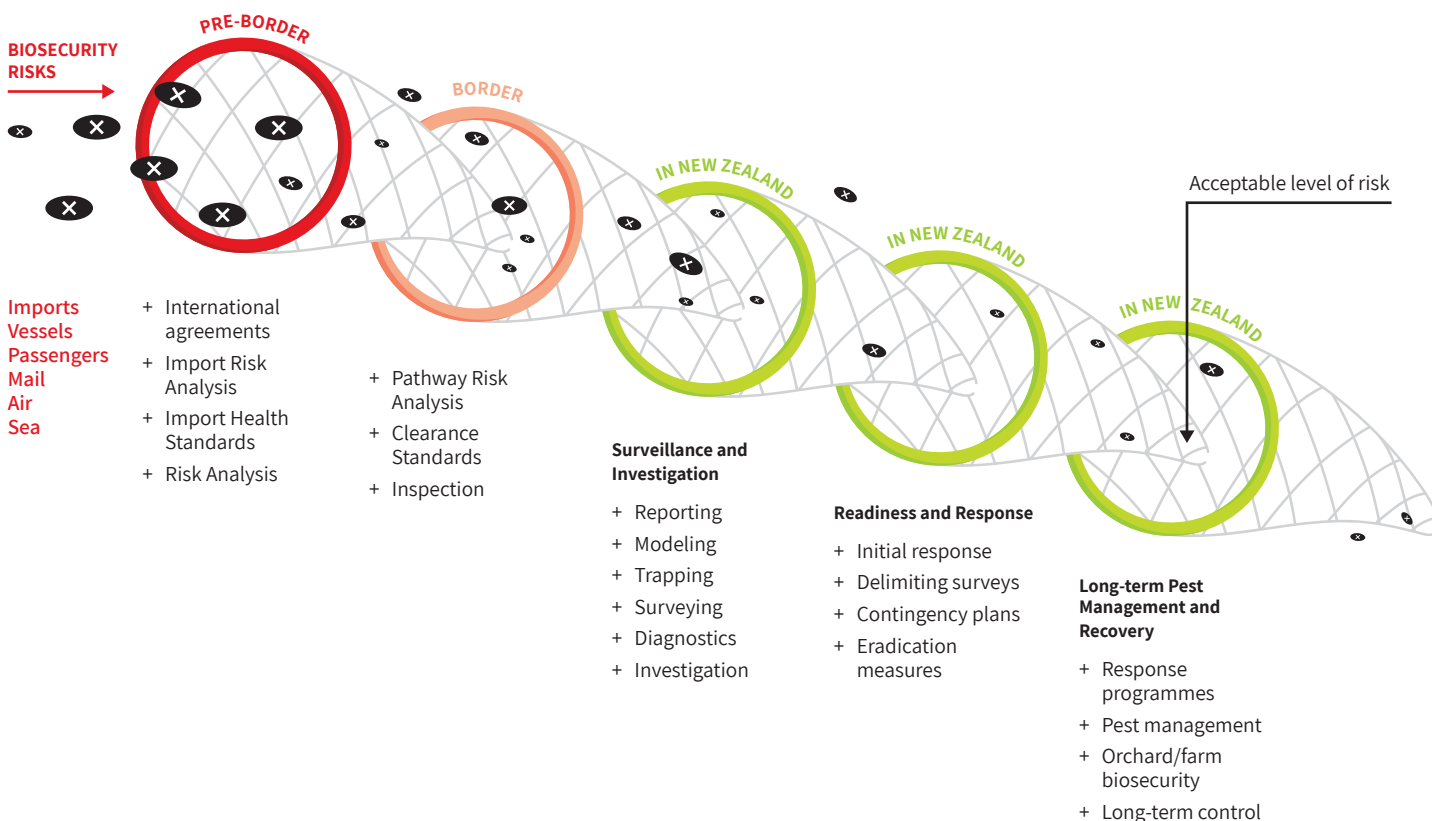 PRE-BORDER
BIOSECURITY
RISKS
BORDER
IN NEW ZEALAND
Acceptable level of risk
IN NEW ZEALAND
IN NEW ZEALAND
Imports
Vessels
Passengers
Mail
Air
Sea
+ International
agreements
+ Import Risk
Analysis
+ Import Health
Standards
+ Risk Analysis
+ Pathway Risk
Analysis
+ Clearance
Standards
+ Inspection
Surveillance and
Investigation
+ Reporting
+ Modeling
+ Trapping
+ Surveying
+ Diagnostics
+ Investigation
Readiness and Response
+ Initial response
+ Delimiting surveys
+ Contingency plans
+ Eradication
measures
Long-term Pest
Management and
Recovery
+ Response
programmes
+ Pest management
+ Orchard/farm
biosecurity
+ Long-term control